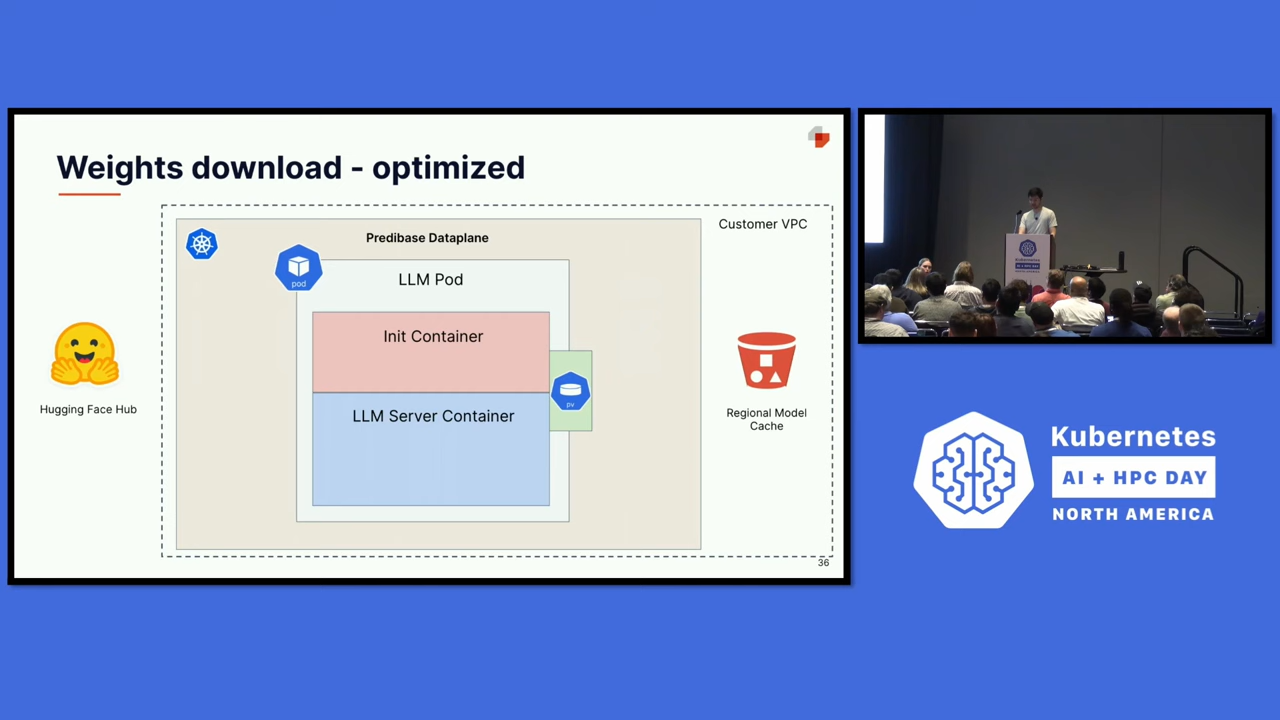 Weights download - optimized
Customer VPC
Predibase Dataplane
pod
LLM Pod
Init Container
LLM Server Container
pv
Hugging Face Hub
Regional Model
Cache
36
Kubernetes
AI + HPC DAY
NORTH AMERICA